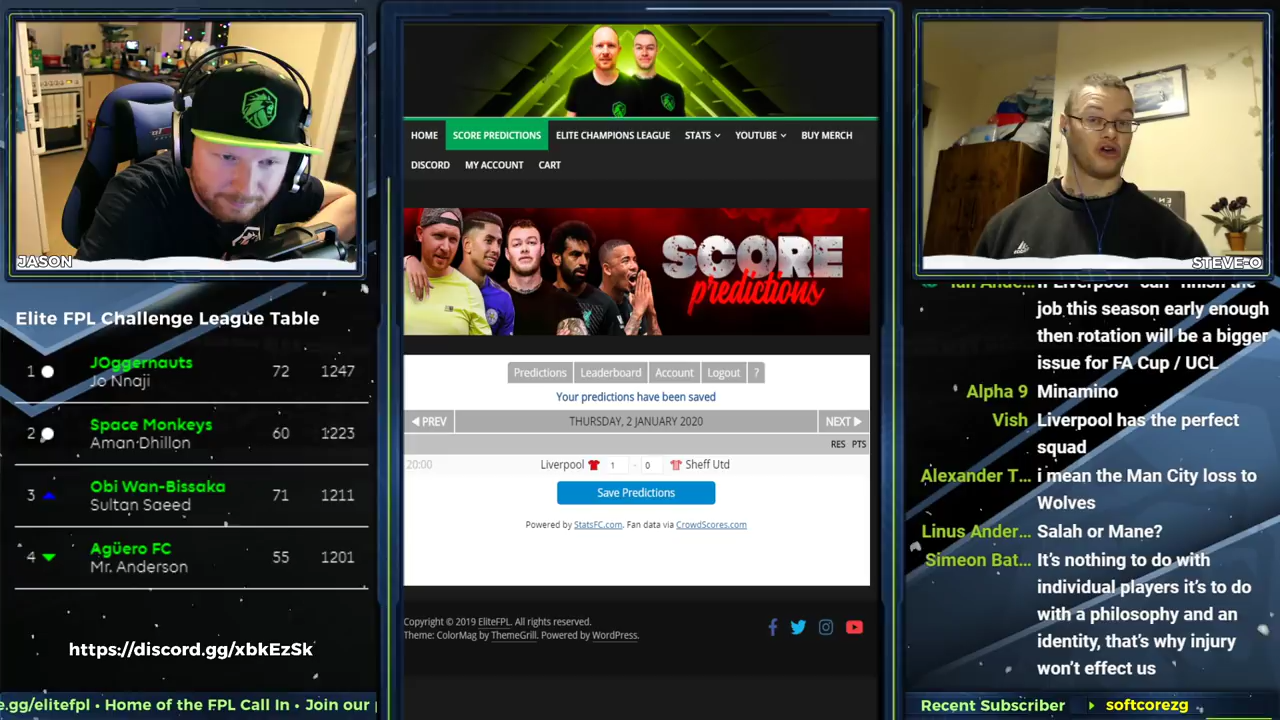 JASON
Elite FPL Challenge League Table
1 JOggernauts 72 1247
Jo Nnaji
2 Space Monkeys 60 1223
Aman Dhillon
3 Obi Wan-Bissaka 71 1211
Sultan Saeed
4 Agüero FC 55 1201
Mr. Anderson
https://discord.gg/xbkEzSk
e.gg/elitefpl • Home of the FPL Call In • Join our
HOME SCORE PREDICTIONS ELITE CHAMPIONS LEAGUE STATS YOUTUBE BUY MERCH
DISCORD MY ACCOUNT CART
SCORE
predictions
Predictions Leaderboard Account Logout ?
Your predictions have been saved
PREV THURSDAY, 2 JANUARY 2020 NEXT
RES PTS
20:00 Liverpool 1 - 0 Sheff Utd
Save Predictions
Powered by StatsFC.com. Fan data via CrowdScores.com
Copyright © 2019 EliteFPL. All rights reserved.
Theme: ColorMag by ThemeGrill. Powered by WordPress.
STEVE-O
Ian Ande... If Liverpool can finish the
job this season early enough
then rotation will be a bigger
issue for FA Cup / UCL
Alpha 9 Minamino
Vish Liverpool has the perfect
squad
Alexander T... i mean the Man City loss to
Wolves
Linus Ander... Salah or Mane?
Simeon Bat... It's nothing to do with
individual players it's to do
with a philosophy and an
identity, that's why injury
won't effect us
Recent Subscriber softcorezg